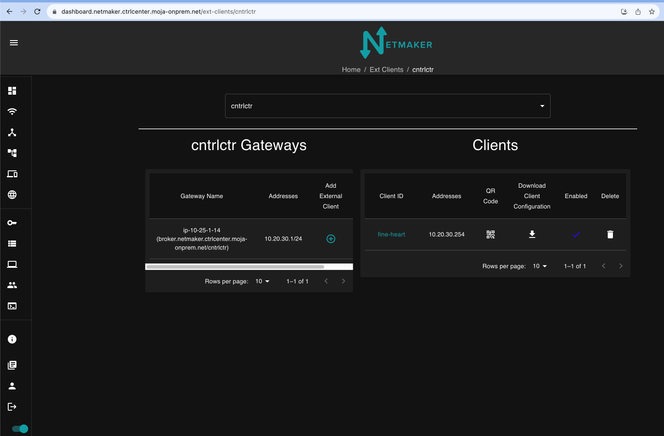 dashboard.netmaker.ctrlcenter.moja-onprem.net/ext-clients/cntrlctr
NETMAKER
Home / Ext Clients / cntrlctr
cntrlctr
cntrlctr Gateways
Gateway Name
Addresses
Add
External
Client
ip-10-25-1-14
(broker.netmaker.ctrlcenter.moja-
onprem.net/cntrlctr)
10.20.30.1/24
Rows per page: 10 1–1 of 1
Clients
Client ID
Addresses
QR
Code
Download
Client
Configuration
Enabled
Delete
fine-heart
10.20.30.254
Rows per page: 10 1–1 of 1